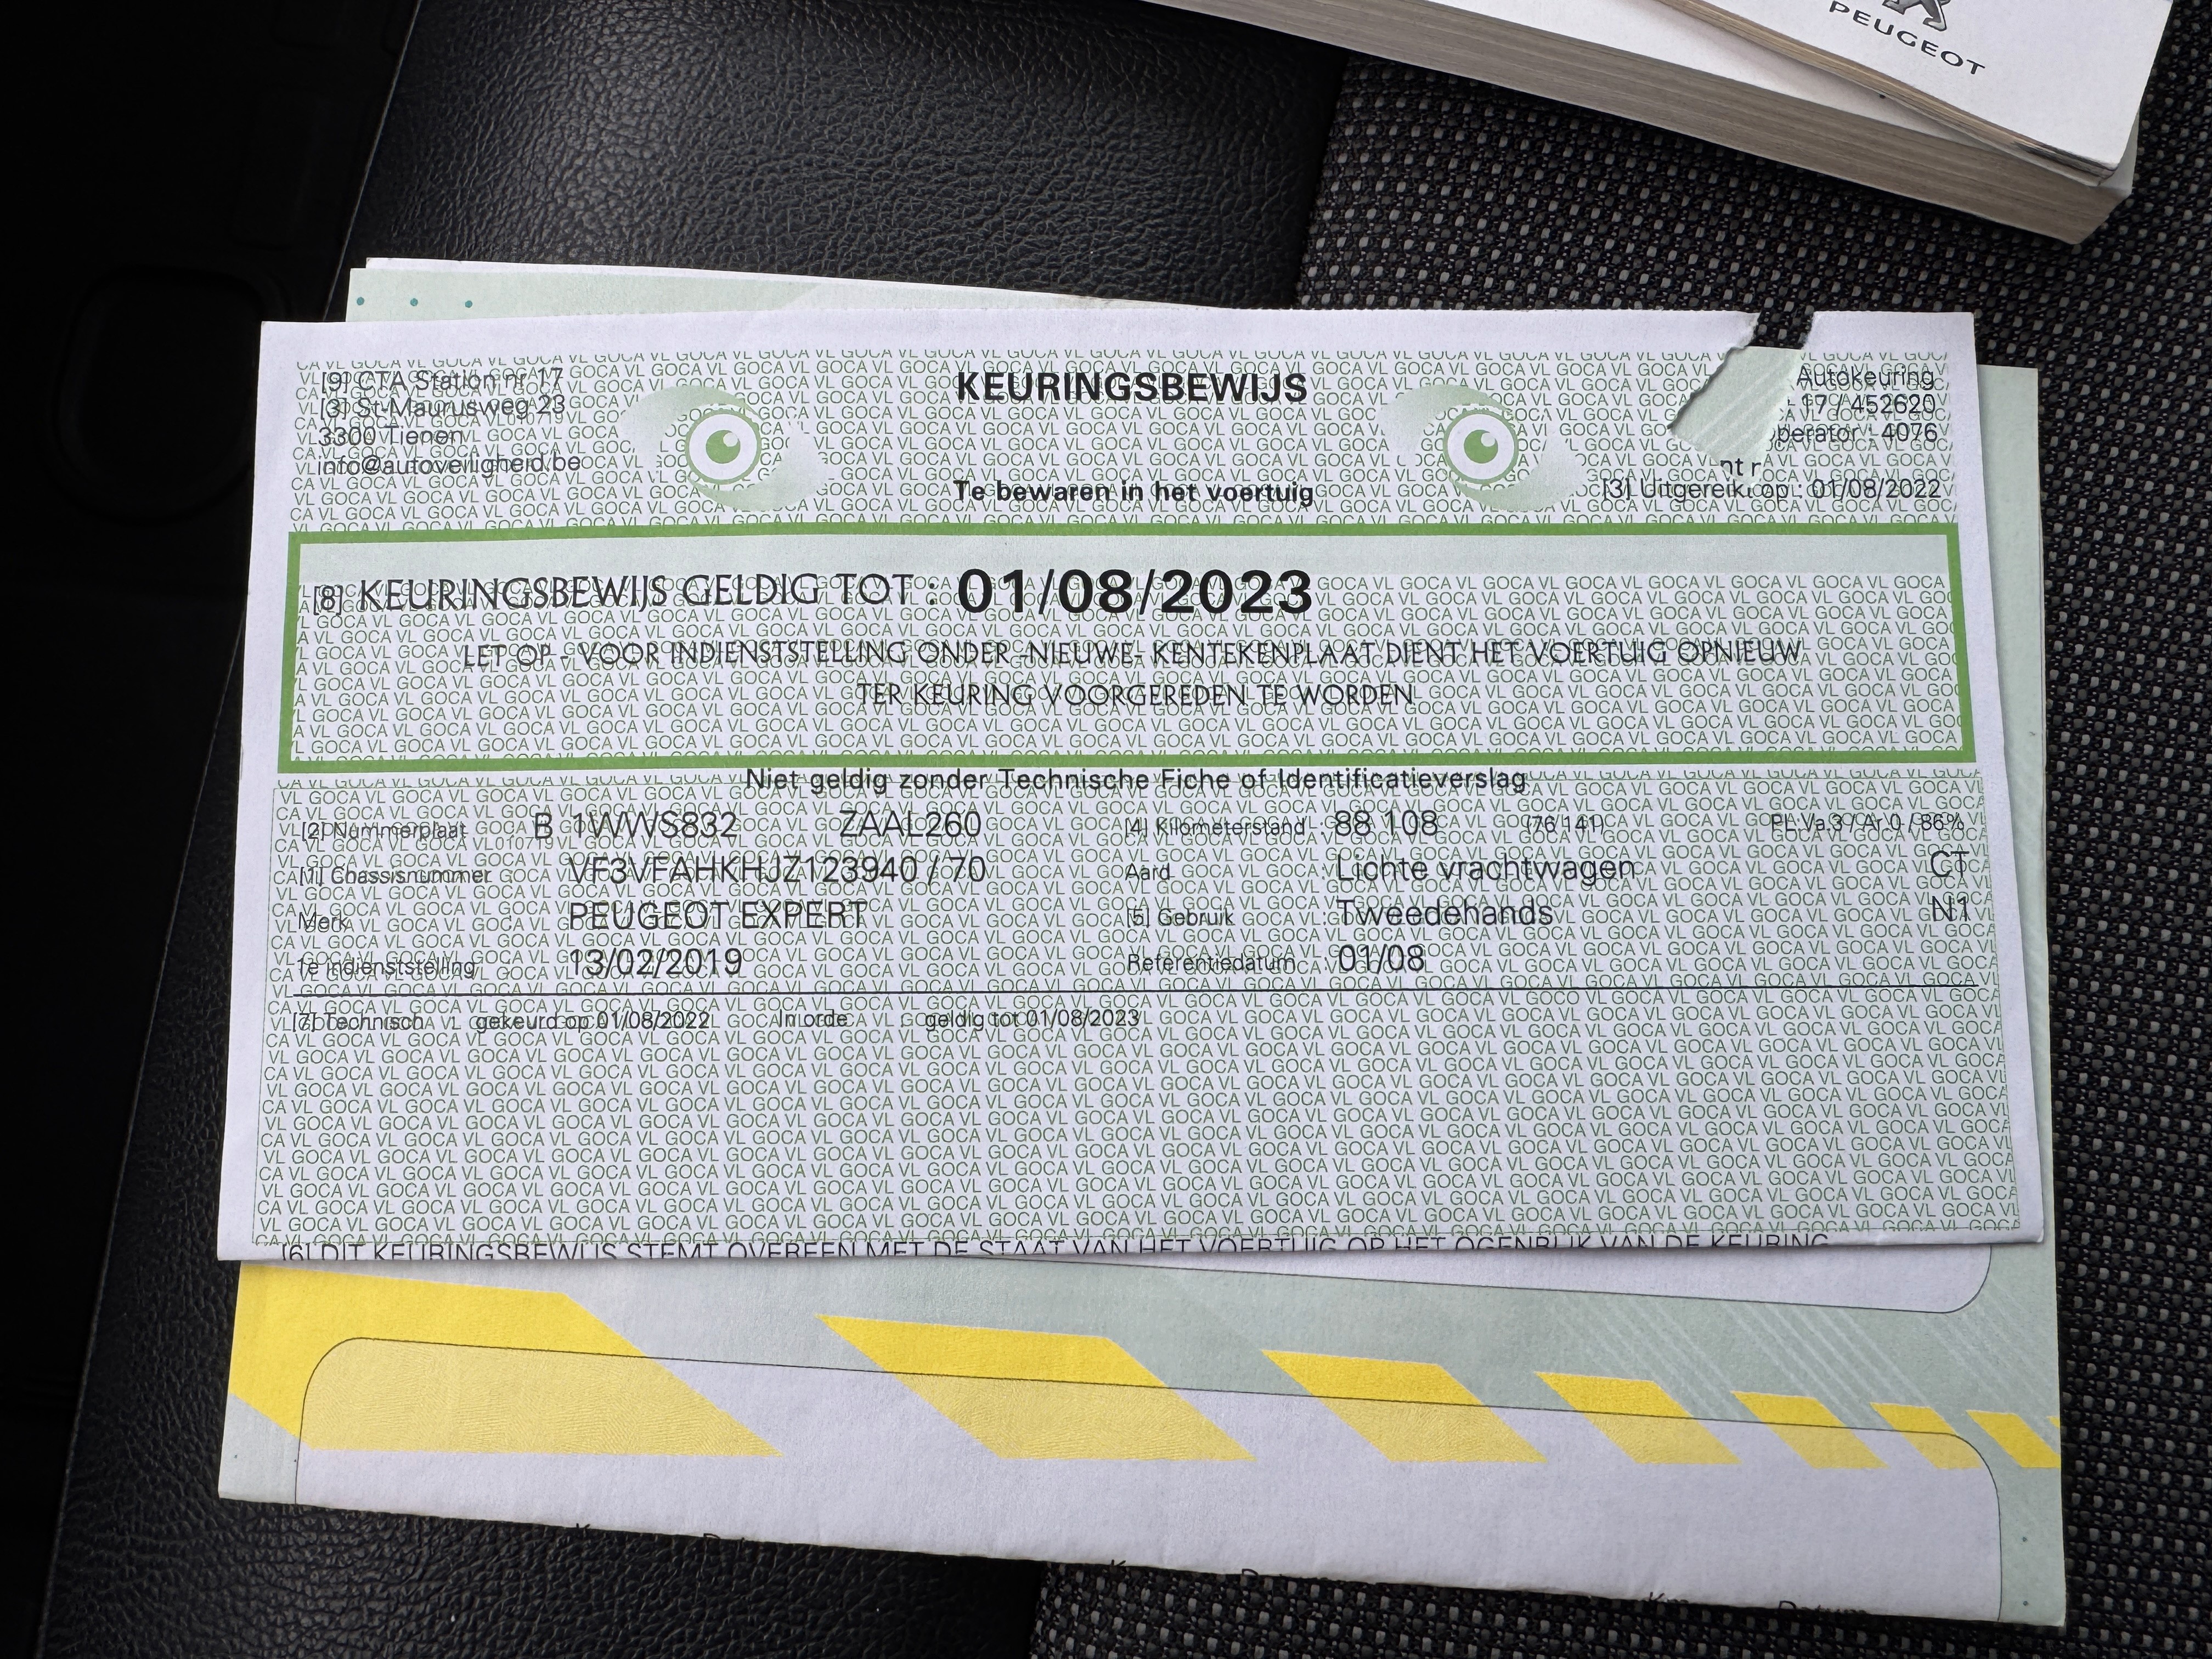 PEUGEOT
[9] CTA Station nr 17
[3] St-Maurusweg 23
3300 Tienen
info@autoveiligheid.be
KEURINGSBEWIJS
Te bewaren in het voertuig
Autokeuring
17 / 452620
perator : 4076
nt r
[3] Uitgereikt op : 01/08/2022
[8] KEURINGSBEWIJS GELDIG TOT : 01/08/2023
LET OP - VOOR INDIENSTSTELLING ONDER -NIEUWE- KENTEKENPLAAT DIENT HET VOERTUIG OPNIEUW
TER KEURING VOORGEREDEN TE WORDEN
Niet geldig zonder Technische Fiche of Identificatieverslag
[2] Nummerplaat B 1WWS832 ZAAL260 [4] Kilometerstand : 88 108 (76 141) PL:Va.3 / Ar.0 / 86%
[1] Chassisnummer VF3VFAHKHJZ123940 / 70 Aard : Lichte vrachtwagen CT
Merk PEUGEOT EXPERT [5] Gebruik : Tweedehands N1
1e indienststelling 13/02/2019 Referentiedatum : 01/08
[7] Technisch : gekeurd op 01/08/2022 In orde geldig tot 01/08/2023
[6] DIT KEURINGSBEWIJS STEMT OVEREEN MET DE STAAT VAN HET VOERTUIG OP HET OGENBLIK VAN DE KEURING
Km Datum